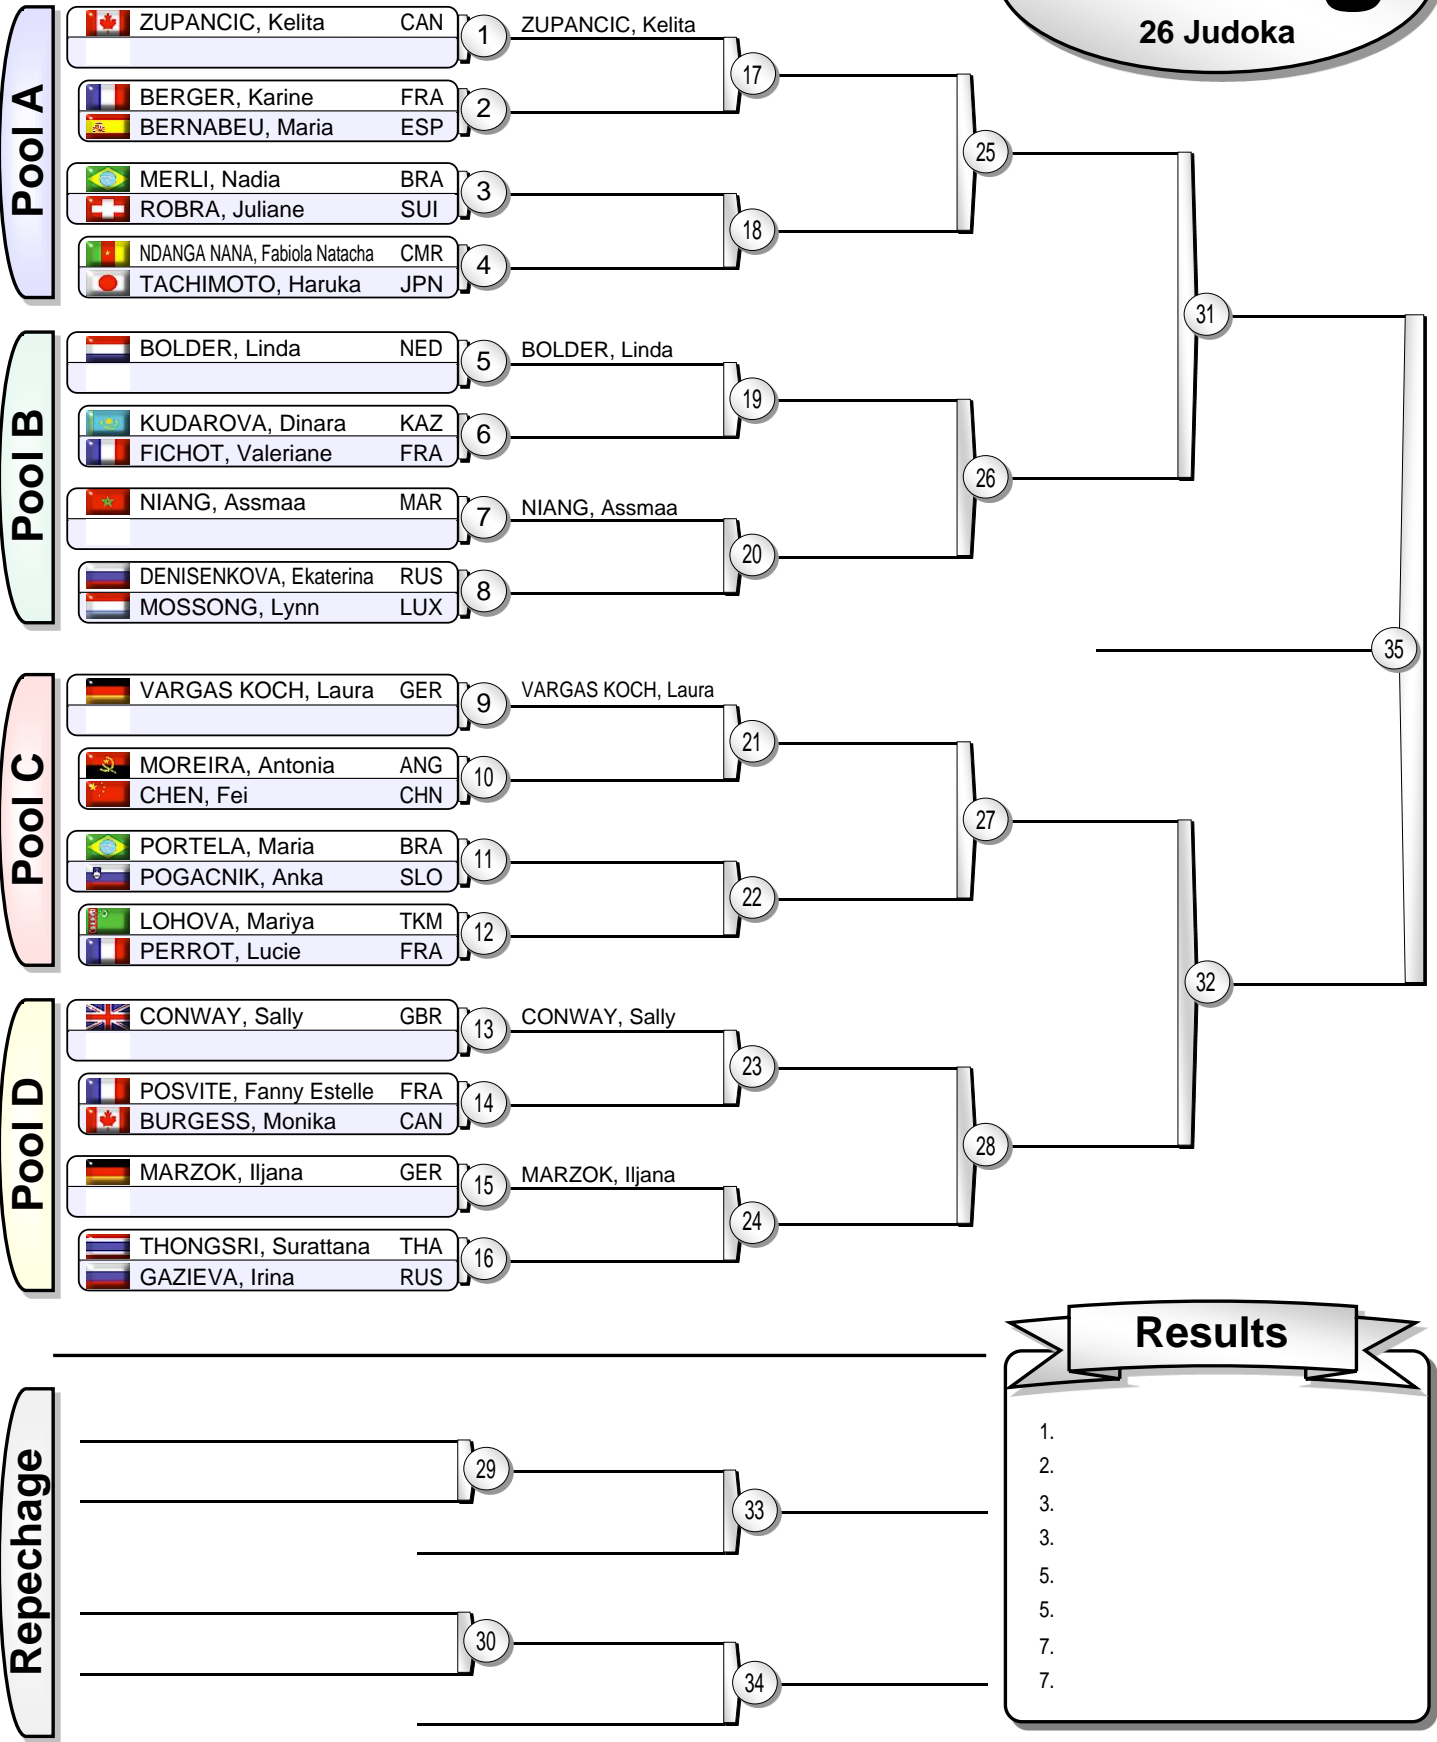 26 Judoka
Pool A
ZUPANCIC, Kelita CAN
1
ZUPANCIC, Kelita
17
BERGER, Karine FRA
2
BERNABEU, Maria ESP
25
MERLI, Nadia BRA
3
ROBRA, Juliane SUI
18
NDANGA NANA, Fabiola Natacha CMR
4
TACHIMOTO, Haruka JPN
31
Pool B
BOLDER, Linda NED
5
BOLDER, Linda
19
KUDAROVA, Dinara KAZ
6
FICHOT, Valeriane FRA
26
NIANG, Assmaa MAR
7
NIANG, Assmaa
20
DENISENKOVA, Ekaterina RUS
8
MOSSONG, Lynn LUX
35
Pool C
VARGAS KOCH, Laura GER
9
VARGAS KOCH, Laura
21
MOREIRA, Antonia ANG
10
CHEN, Fei CHN
27
PORTELA, Maria BRA
11
POGACNIK, Anka SLO
22
LOHOVA, Mariya TKM
12
PERROT, Lucie FRA
32
Pool D
CONWAY, Sally GBR
13
CONWAY, Sally
23
POSVITE, Fanny Estelle FRA
14
BURGESS, Monika CAN
28
MARZOK, Iljana GER
15
MARZOK, Iljana
24
THONGSRI, Surattana THA
16
GAZIEVA, Irina RUS
Repechage
29
33
30
34
Results
1.
2.
3.
3.
5.
5.
7.
7.